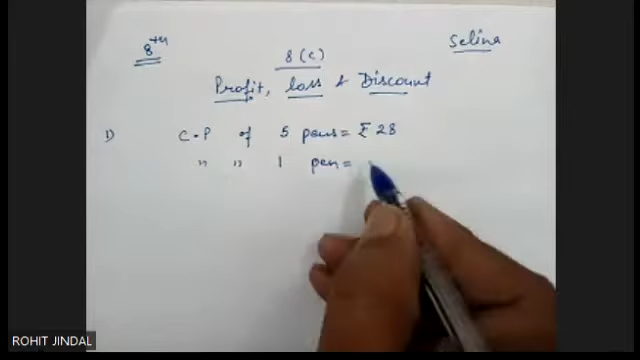 8th
Selina
8(c)
Profit, loss & Discount
1) C.P of 5 pens = ₹ 28
" " 1 pen =
ROHIT JINDAL